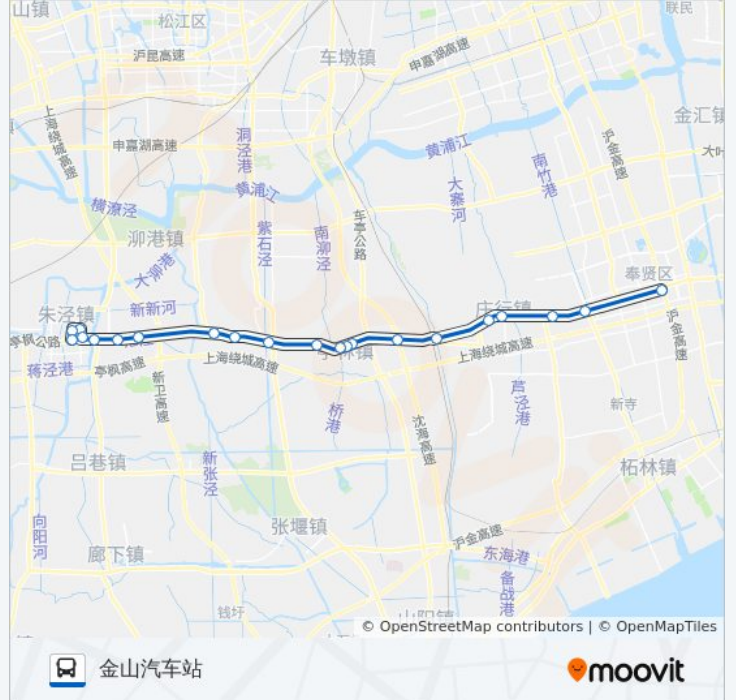 山镇
松江区
联民
沪昆高速
车墩镇
申嘉湖高速
上海绕城高速
金汇镇
申嘉湖高速
洞泾港
黄浦江
沪金高速
大叶
南竹港
大寨河
横潦泾
黄浦江
紫石泾
南泖泾
车亭公路
泖港镇
大泖港
奉贤区
朱泾镇
新新河
庄行镇
亭枫公路
沪金高速
蒋泾港
亭枫高速
上海绕城高速
上海绕城高速
新卫高速
芦泾港
新寺
桥港
沈海高速
吕巷镇
新张泾
柘林镇
向阳河
张堰镇
沪金高速
廊下镇
东海港
备战港
钱圩
山阳镇
© OpenStreetMap contributors | © OpenMapTiles
金山汽车站
moovit